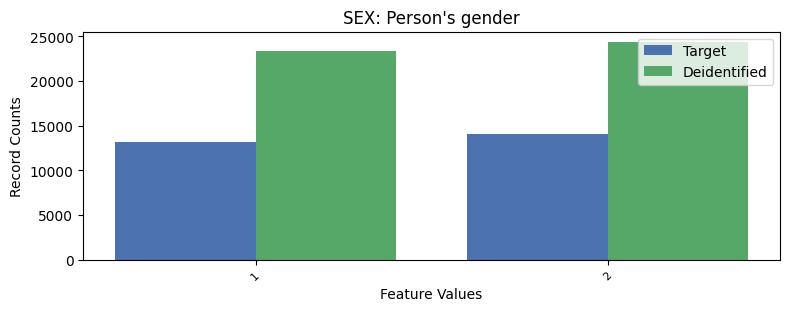 SEX: Person's gender
Target
Deidentified
Record Counts
25000
20000
15000
10000
5000
0
1
2
Feature Values